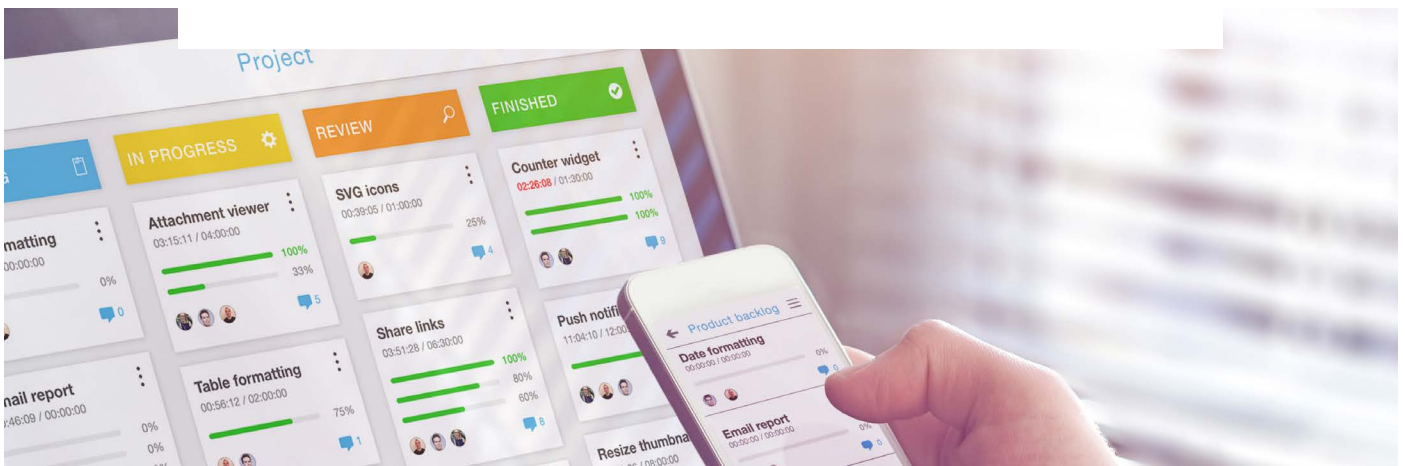 Project
IN PROGRESS
REVIEW
FINISHED
matting
00:00:00
0%
0
Attachment viewer
03:15:11 / 04:00:00
100%
33%
5
SVG icons
00:39:05 / 01:00:00
25%
4
Counter widget
02:26:08 / 01:30:00
100%
100%
9
ail report
:46:09 / 00:00:00
0%
0%
Table formatting
00:56:12 / 02:00:00
75%
1
Share links
03:51:28 / 06:30:00
100%
80%
60%
8
Push notifi
11:04:10 / 12:00
Resize thumbna
/ 08:00:00
Product backlog
Date formatting
00:00:00 / 00:00:00
0%
0
Email report
00:00:00 / 00:00:00
0%
0